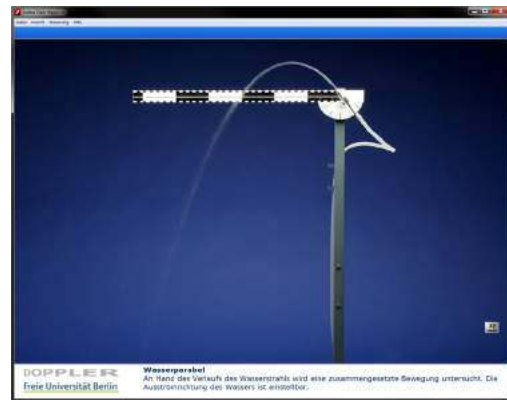 DOPPLER
Freie Universität Berlin
Wasserparabel
An Hand des Verlaufs des Wasserstrahls wird eine zusammengesetzte Bewegung untersucht. Die
Ausströmrichtung des Wassers ist einstellbar.